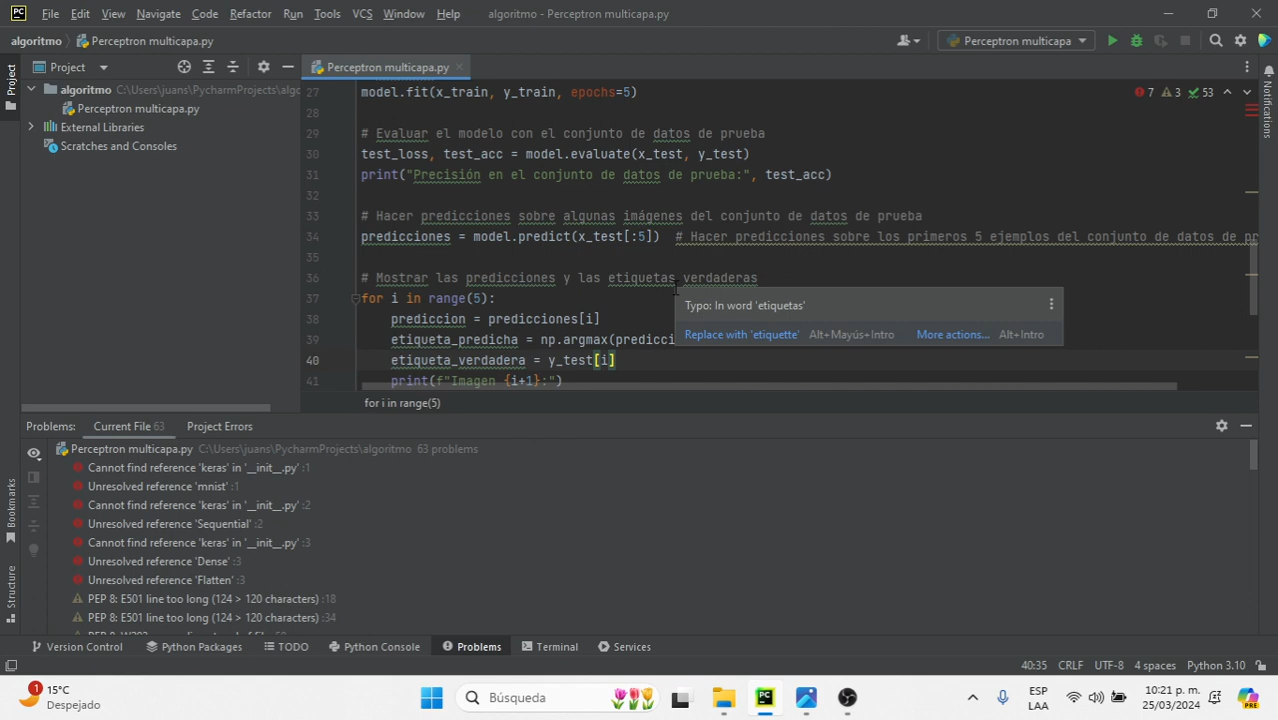 File Edit View Navigate Code Refactor Run Tools VCS Window Help algoritmo - Perceptron multicapa.py
algoritmo Perceptron multicapa.py Perceptron multicapa
Project Perceptron multicapa.py
algoritmo C:\Users\juans\PycharmProjects\algo
Perceptron multicapa.py
External Libraries
Scratches and Consoles
Project
Notifications
7 3 53
27 model.fit(x_train, y_train, epochs=5)
28
29 # Evaluar el modelo con el conjunto de datos de prueba
30 test_loss, test_acc = model.evaluate(x_test, y_test)
31 print("Precisión en el conjunto de datos de prueba:", test_acc)
32
33 # Hacer predicciones sobre algunas imágenes del conjunto de datos de prueba
34 predicciones = model.predict(x_test[:5]) # Hacer predicciones sobre los primeros 5 ejemplos del conjunto de datos de pr
35
36 # Mostrar las predicciones y las etiquetas verdaderas
37 for i in range(5):
38 prediccion = predicciones[i]
39 etiqueta_predicha = np.argmax(predicci
40 etiqueta_verdadera = y_test[i]
41 print(f"Imagen {i+1}:")
Typo: In word 'etiquetas'
Replace with 'etiquette' Alt+Mayús+Intro More actions... Alt+Intro
for i in range(5)
Problems: Current File 63 Project Errors
Perceptron multicapa.py C:\Users\juans\PycharmProjects\algoritmo 63 problems
Cannot find reference 'keras' in '__init__.py' :1
Unresolved reference 'mnist' :1
Cannot find reference 'keras' in '__init__.py' :2
Unresolved reference 'Sequential' :2
Cannot find reference 'keras' in '__init__.py' :3
Unresolved reference 'Dense' :3
Unresolved reference 'Flatten' :3
PEP 8: E501 line too long (124 > 120 characters) :18
PEP 8: E501 line too long (124 > 120 characters) :34
Bookmarks
Structure
Version Control Python Packages TODO Python Console Problems Terminal Services
40:35 CRLF UTF-8 4 spaces Python 3.10
1
15°C
Despejado
Búsqueda
ESP
LAA
10:21 p. m.
25/03/2024
PRE